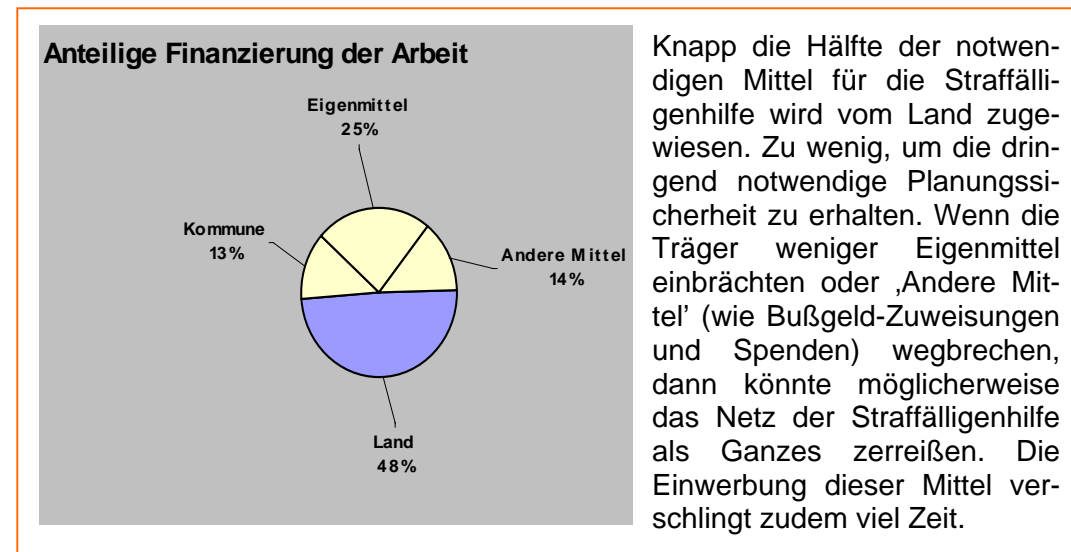 Anteilige Finanzierung der Arbeit
Eigenmittel
25%
Kommune
13%
Andere Mittel
14%
Land
48%
Knapp die Hälfte der notwen-
digen Mittel für die Straffälli-
genhilfe wird vom Land zuge-
wiesen. Zu wenig, um die drin-
gend notwendige Planungssi-
cherheit zu erhalten. Wenn die
Träger weniger Eigenmittel
einbrächten oder ‚Andere Mit-
tel’ (wie Bußgeld-Zuweisungen
und Spenden) wegbrechen,
dann könnte möglicherweise
das Netz der Straffälligenhilfe
als Ganzes zerreißen. Die
Einwerbung dieser Mittel ver-
schlingt zudem viel Zeit.